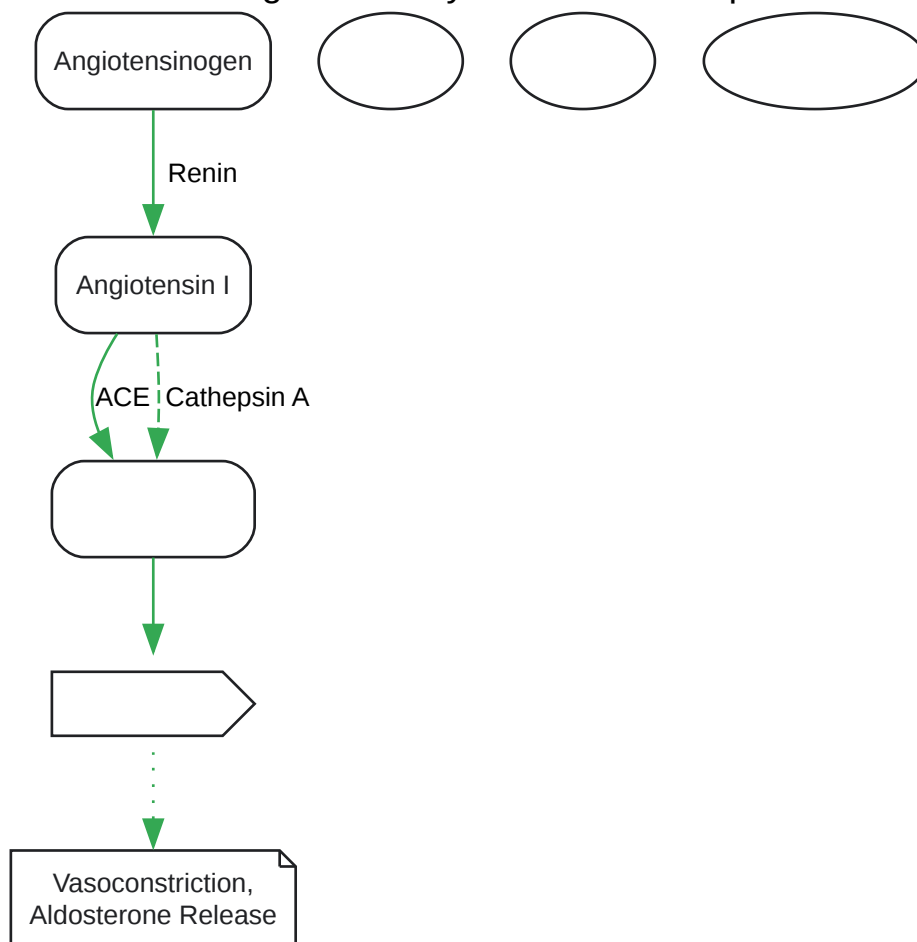 Angiotensinogen
Renin
Angiotensin I
ACE
Cathepsin A
Vasoconstriction,
Aldosterone Release